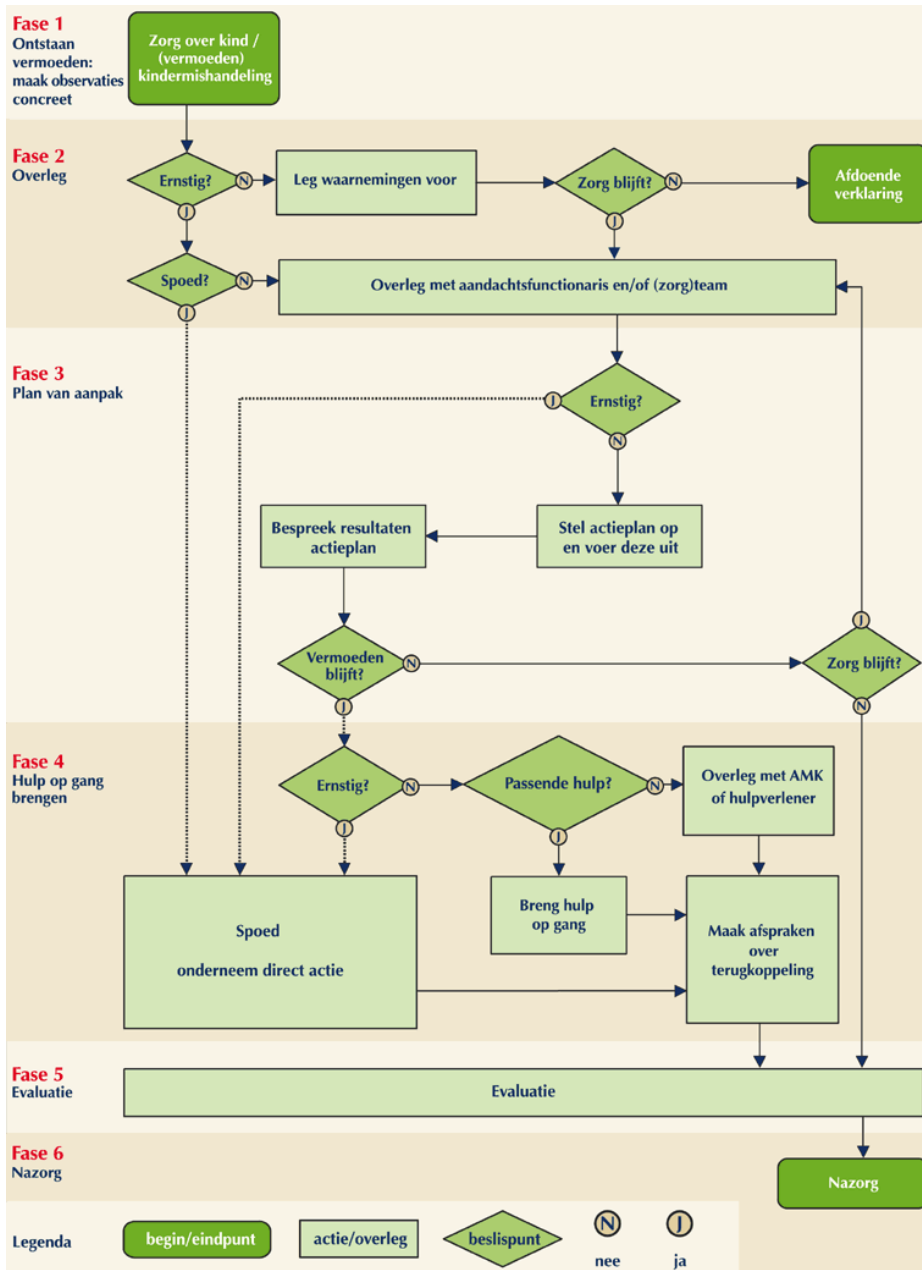 Fase 1
Ontstaan
vermoeden:
maak observaties
concreet
Zorg over kind /
(vermoeden)
kindermishandeling
Fase 2
Overleg
Ernstig?
N
J
Leg waarnemingen voor
Zorg blijft?
N
J
Afdoende
verklaring
Spoed?
N
J
Overleg met aandachtsfunctionaris en/of (zorg)team
Fase 3
Plan van aanpak
Ernstig?
J
N
Bespreek resultaten
actieplan
Stel actieplan op
en voer deze uit
Vermoeden
blijft?
N
J
Zorg blijft?
J
N
Fase 4
Hulp op gang
brengen
Ernstig?
N
J
Passende hulp?
N
J
Overleg met AMK
of hulpverlener
Spoed
onderneem direct actie
Breng hulp
op gang
Maak afspraken
over
terugkoppeling
Fase 5
Evaluatie
Evaluatie
Fase 6
Nazorg
Nazorg
Legenda
begin/eindpunt
actie/overleg
beslispunt
N
nee
J
ja